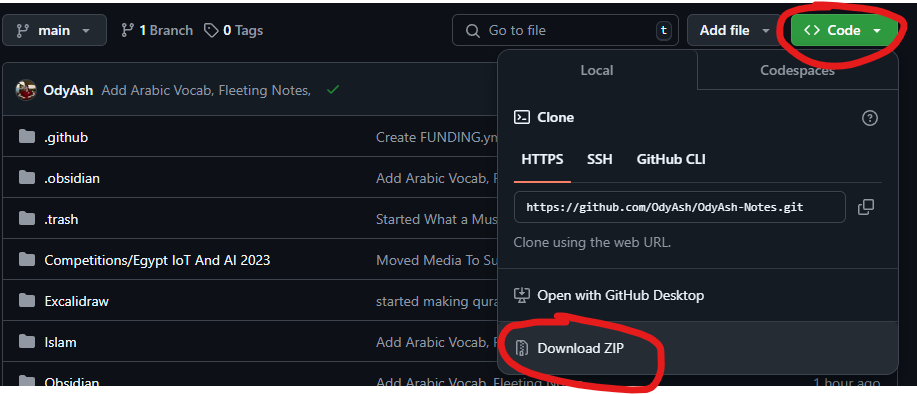 main
1 Branch
0 Tags
Go to file
t
Add file
Code
Local
Codespaces
OdyAsh Add Arabic Vocab, Fleeting Notes,
Clone
.github
Create FUNDING.ym
HTTPS
SSH
GitHub CLI
.obsidian
Add Arabic Vocab, F
https://github.com/OdyAsh/OdyAsh-Notes.git
.trash
Started What a Mus
Clone using the web URL.
Competitions/Egypt IoT And AI 2023
Moved Media To Su
Excalidraw
started making qura
Open with GitHub Desktop
Islam
Add Arabic Vocab, F
Download ZIP
Obsidian
Add Arabic Vocab, Fleeting Notes,
1 hour ago